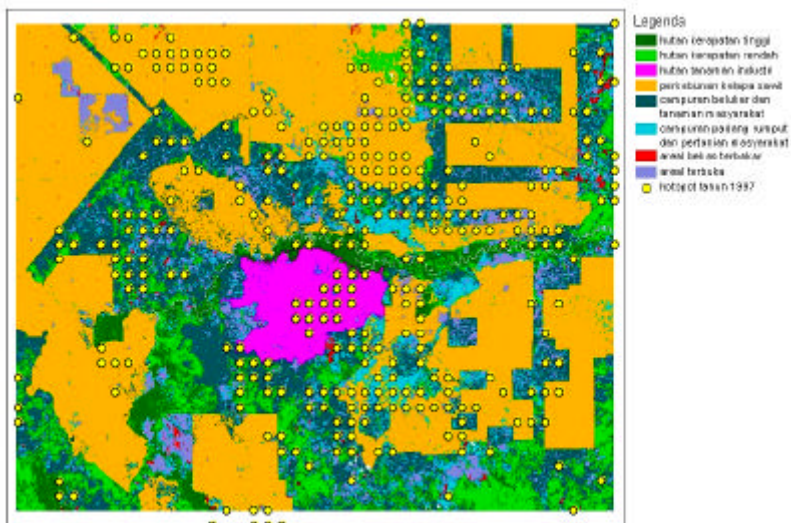 Legenda
hutan kerapatan tinggi
hutan kerapatan rendah
hutan tanaman industri
perkebunan kelapa sawit
campuran belukar dan
tanaman masyarakat
campuran padang rumput
dan pertanian masyarakat
areal bekas terbakar
areal terbuka
hotspot tahun 1997